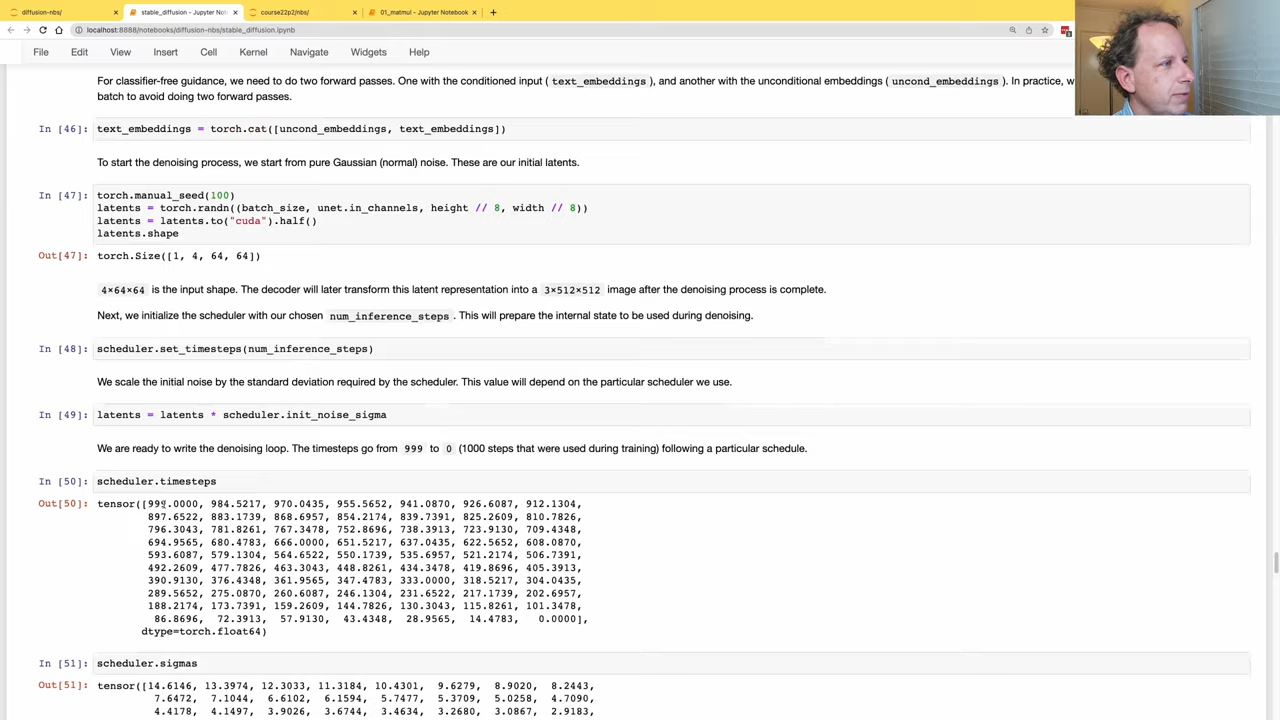 diffusion-nbs/
stable_diffusion - Jupyter Not
course22p2/nbs/
01_matmul - Jupyter Notebook
localhost:8888/notebooks/diffusion-nbs/stable_diffusion.ipynb
File Edit View Insert Cell Kernel Navigate Widgets Help
For classifier-free guidance, we need to do two forward passes. One with the conditioned input ( text_embeddings ), and another with the unconditional embeddings ( uncond_embeddings ). In practice, w
batch to avoid doing two forward passes.
In [46]: text_embeddings = torch.cat([uncond_embeddings, text_embeddings])
To start the denoising process, we start from pure Gaussian (normal) noise. These are our initial latents.
In [47]: torch.manual_seed(100)
latents = torch.randn((batch_size, unet.in_channels, height // 8, width // 8))
latents = latents.to("cuda").half()
latents.shape
Out[47]: torch.Size([1, 4, 64, 64])
4×64×64 is the input shape. The decoder will later transform this latent representation into a 3×512×512 image after the denoising process is complete.
Next, we initialize the scheduler with our chosen num_inference_steps . This will prepare the internal state to be used during denoising.
In [48]: scheduler.set_timesteps(num_inference_steps)
We scale the initial noise by the standard deviation required by the scheduler. This value will depend on the particular scheduler we use.
In [49]: latents = latents * scheduler.init_noise_sigma
We are ready to write the denoising loop. The timesteps go from 999 to 0 (1000 steps that were used during training) following a particular schedule.
In [50]: scheduler.timesteps
Out[50]: tensor([999.0000, 984.5217, 970.0435, 955.5652, 941.0870, 926.6087, 912.1304,
897.6522, 883.1739, 868.6957, 854.2174, 839.7391, 825.2609, 810.7826,
796.3043, 781.8261, 767.3478, 752.8696, 738.3913, 723.9130, 709.4348,
694.9565, 680.4783, 666.0000, 651.5217, 637.0435, 622.5652, 608.0870,
593.6087, 579.1304, 564.6522, 550.1739, 535.6957, 521.2174, 506.7391,
492.2609, 477.7826, 463.3043, 448.8261, 434.3478, 419.8696, 405.3913,
390.9130, 376.4348, 361.9565, 347.4783, 333.0000, 318.5217, 304.0435,
289.5652, 275.0870, 260.6087, 246.1304, 231.6522, 217.1739, 202.6957,
188.2174, 173.7391, 159.2609, 144.7826, 130.3043, 115.8261, 101.3478,
86.8696, 72.3913, 57.9130, 43.4348, 28.9565, 14.4783, 0.0000],
dtype=torch.float64)
In [51]: scheduler.sigmas
Out[51]: tensor([14.6146, 13.3974, 12.3033, 11.3184, 10.4301, 9.6279, 8.9020, 8.2443,
7.6472, 7.1044, 6.6102, 6.1594, 5.7477, 5.3709, 5.0258, 4.7090,
4.4178, 4.1497, 3.9026, 3.6744, 3.4634, 3.2680, 3.0867, 2.9183,